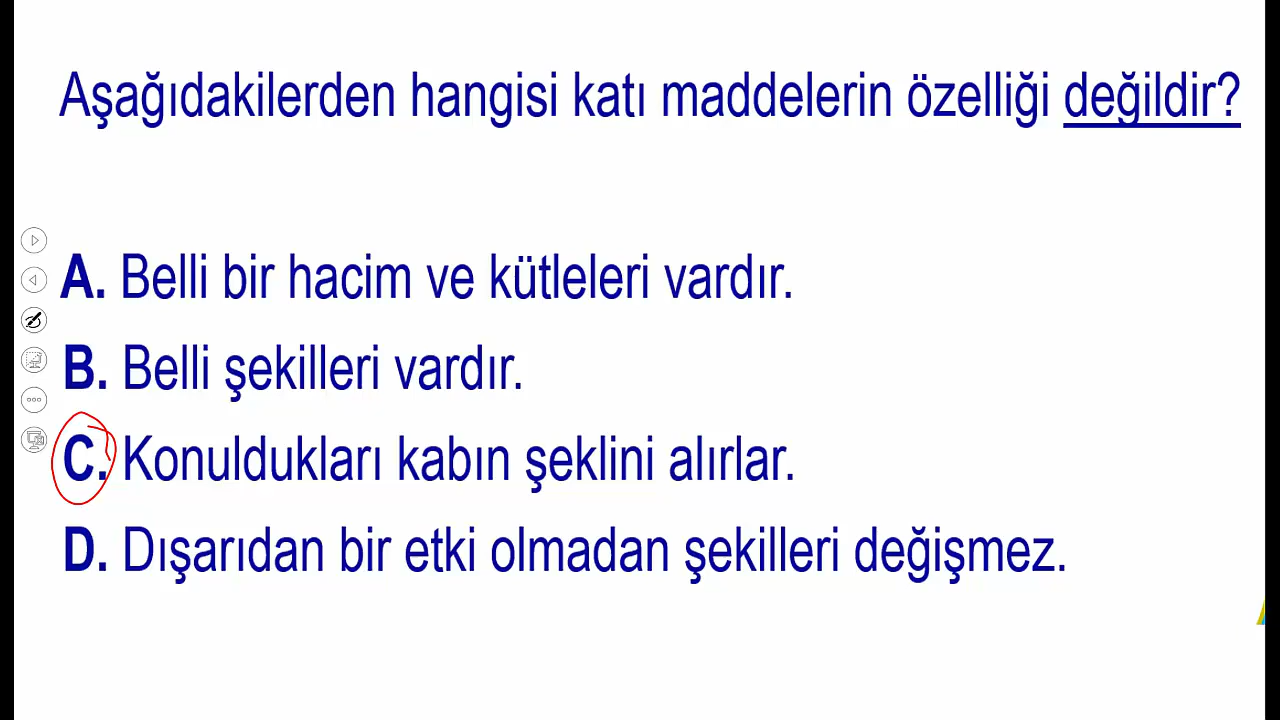 Aşağıdakilerden hangisi katı maddelerin özelliği değildir?
A. Belli bir hacim ve kütleleri vardır.
B. Belli şekilleri vardır.
C. Konuldukları kabın şeklini alırlar.
D. Dışarıdan bir etki olmadan şekilleri değişmez.